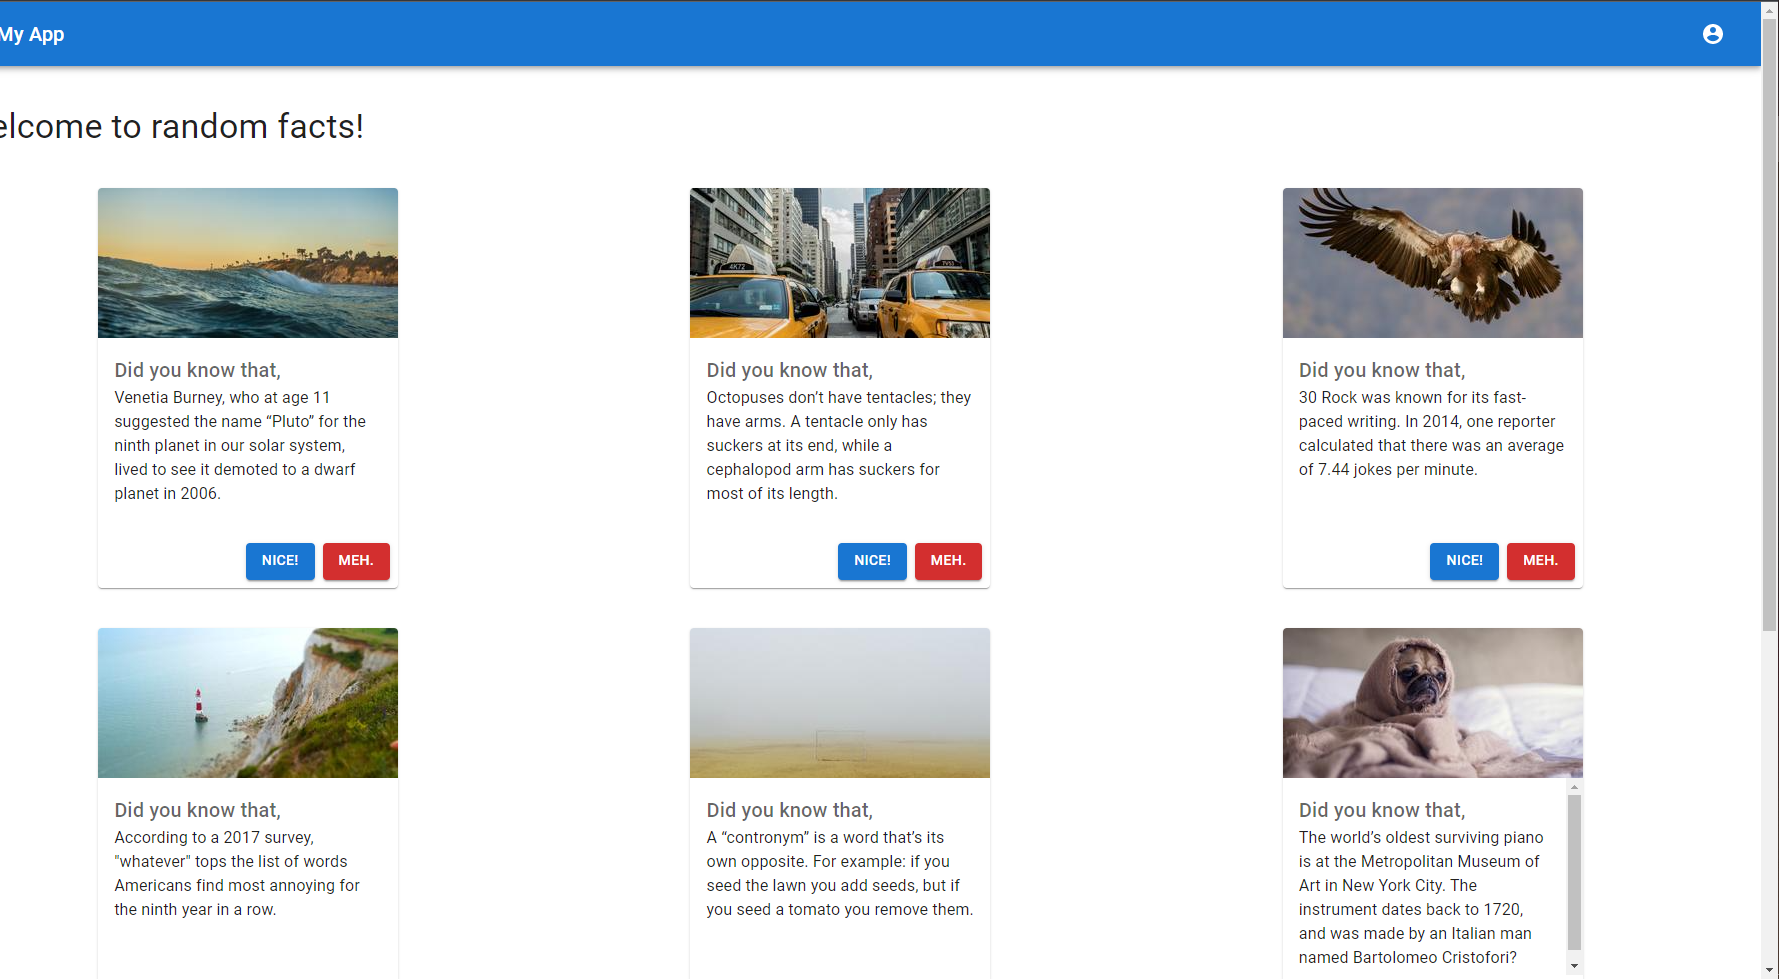 My App
elcome to random facts!
4K72
Did you know that,
Venetia Burney, who at age 11
suggested the name “Pluto” for the
ninth planet in our solar system,
lived to see it demoted to a dwarf
planet in 2006.
NICE!
MEH.
Did you know that,
Octopuses don’t have tentacles; they
have arms. A tentacle only has
suckers at its end, while a
cephalopod arm has suckers for
most of its length.
NICE!
MEH.
Did you know that,
30 Rock was known for its fast-
paced writing. In 2014, one reporter
calculated that there was an average
of 7.44 jokes per minute.
NICE!
MEH.
Did you know that,
According to a 2017 survey,
"whatever" tops the list of words
Americans find most annoying for
the ninth year in a row.
Did you know that,
A “contronym” is a word that’s its
own opposite. For example: if you
seed the lawn you add seeds, but if
you seed a tomato you remove them.
Did you know that,
The world’s oldest surviving piano
is at the Metropolitan Museum of
Art in New York City. The
instrument dates back to 1720,
and was made by an Italian man
named Bartolomeo Cristofori?